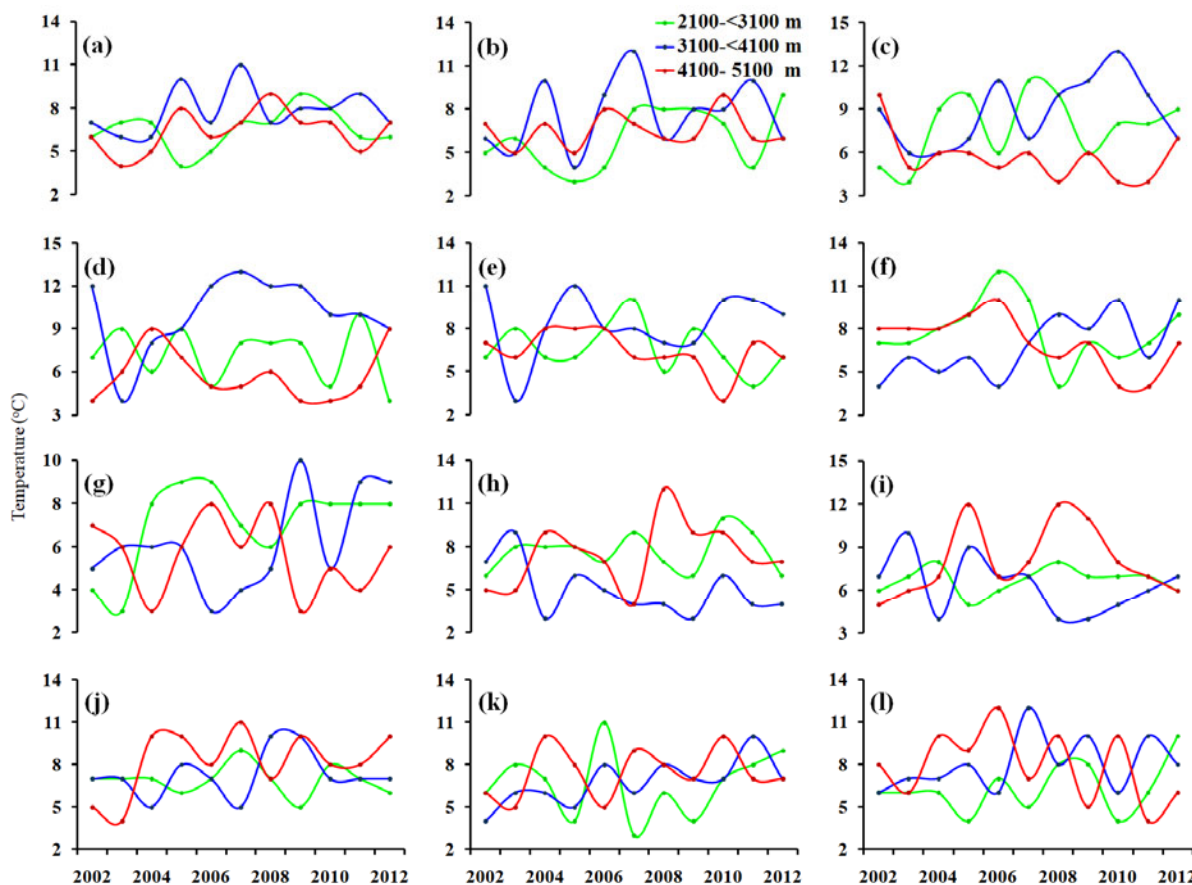 14 (a)
11
8
5
2
14 (b)
11
8
5
2
2100-<3100 m
3100-<4100 m
4100- 5100 m
15 (c)
12
9
6
3
15 (d)
12
9
6
3
14 (e)
11
8
5
2
14 (f)
11
8
5
2
Temperature (°C)
10 (g)
8
6
4
2
14 (h)
11
8
5
2
15 (i)
12
9
6
3
14 (j)
11
8
5
2
14 (k)
11
8
5
2
14 (l)
11
8
5
2
2002 2004 2006 2008 2010 2012
2002 2004 2006 2008 2010 2012
2002 2004 2006 2008 2010 2012